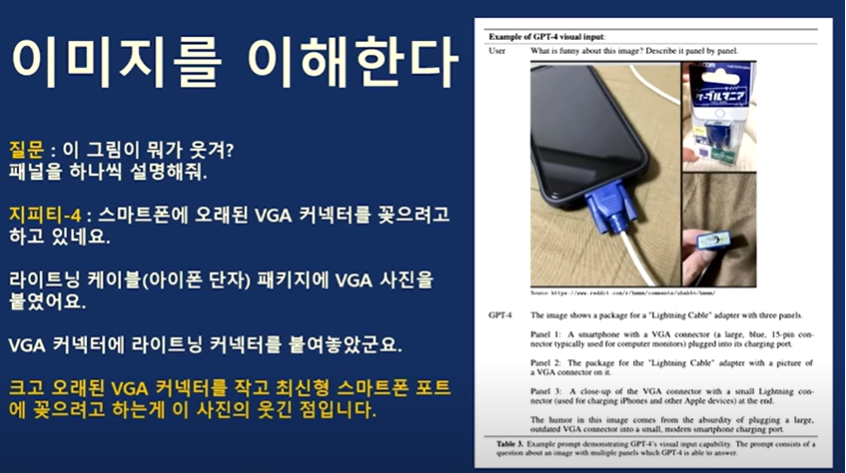 이미지를 이해한다
질문 : 이 그림이 뭐가 웃겨?
패널을 하나씩 설명해줘.
지피티-4 : 스마트폰에 오래된 VGA 커넥터를 꽂으려고
하고 있네요.
라이트닝 케이블(아이폰 단자) 패키지에 VGA 사진을
붙였어요.
VGA 커넥터에 라이트닝 커넥터를 붙여놓았군요.
크고 오래된 VGA 커넥터를 작고 최신형 스마트폰 포트
에 꽂으려고 하는게 이 사진의 웃긴 점입니다.
Example of GPT-4 visual input:
User What is funny about this image? Describe it panel by panel.
ケーブルマニア
Source: https://www.reddit.com/r/hmmm/comments/ubab5v/hmmm/
GPT-4 The image shows a package for a "Lightning Cable" adapter with three panels.
Panel 1: A smartphone with a VGA connector (a large, blue, 15-pin con-
nector typically used for computer monitors) plugged into its charging port.
Panel 2: The package for the "Lightning Cable" adapter with a picture of
a VGA connector on it.
Panel 3: A close-up of the VGA connector with a small Lightning con-
nector (used for charging iPhones and other Apple devices) at the end.
The humor in this image comes from the absurdity of plugging a large,
outdated VGA connector into a small, modern smartphone charging port.
Table 3. Example prompt demonstrating GPT-4's visual input capability. The prompt consists of a
question about an image with multiple panels which GPT-4 is able to answer.